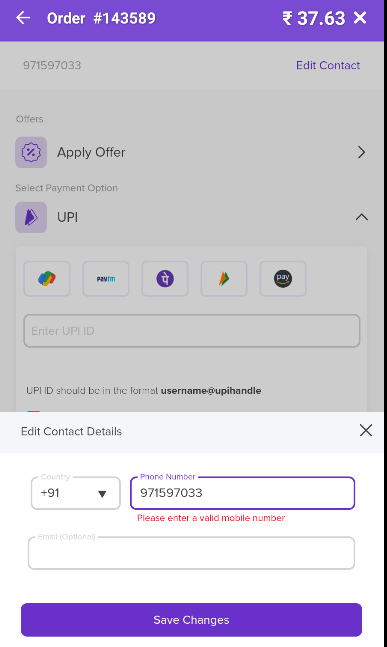 Order #143589
₹ 37.63
971597033
Edit Contact
Offers
Apply Offer
Select Payment Option
UPI
paytm
पे
pay
Enter UPI ID
UPI ID should be in the format username@upihandle
Edit Contact Details
Country
+91
Phone Number
971597033
Please enter a valid mobile number
Email (Optional)
Save Changes